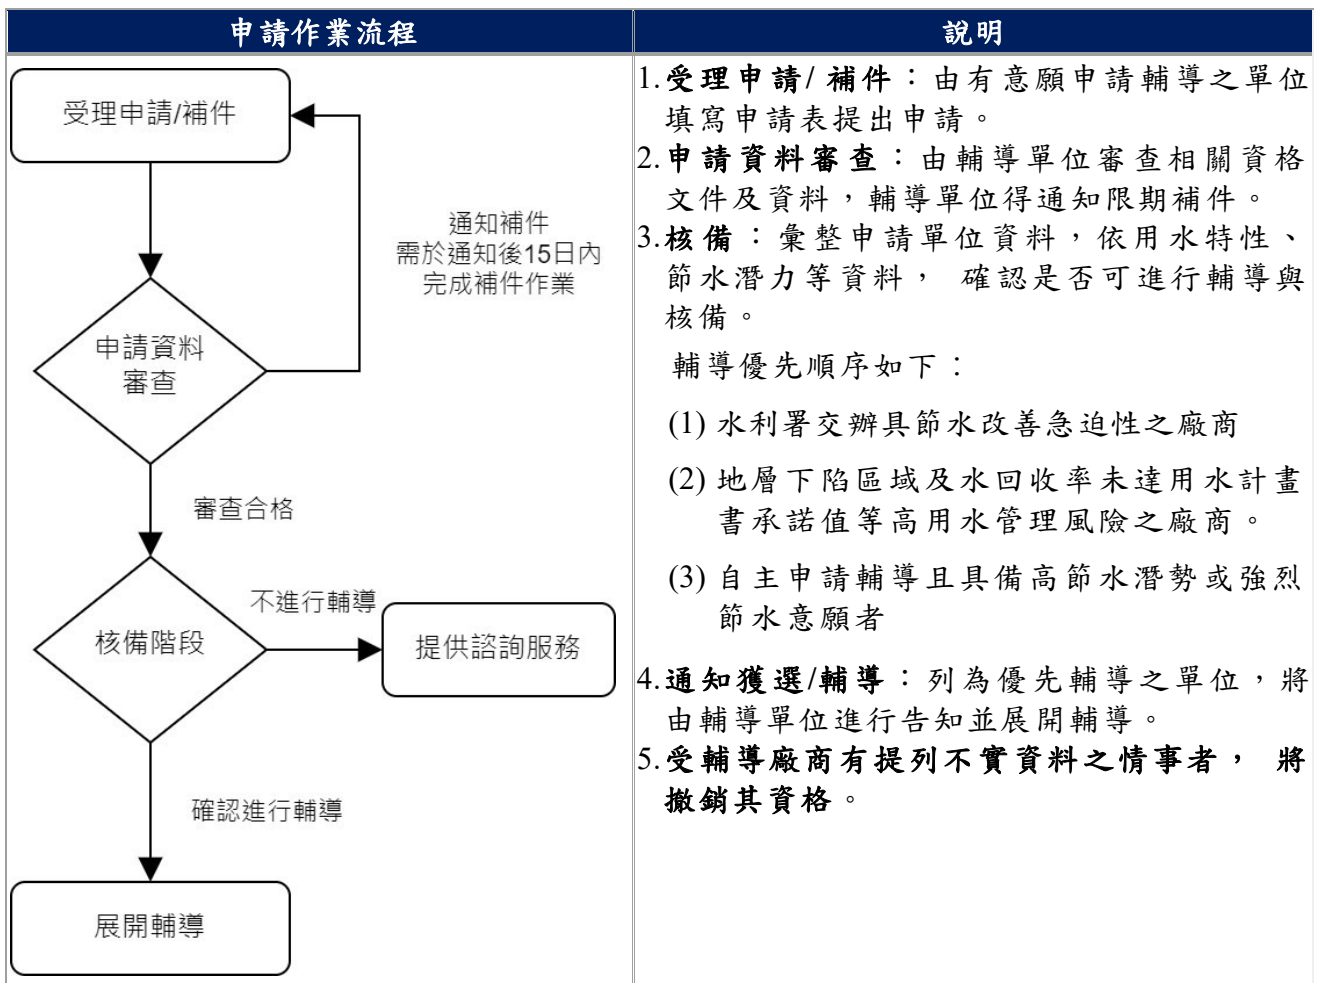 申請作業流程
說明
受理申請/補件
通知補件
需於通知後15日內
完成補件作業
申請資料
審查
審查合格
不進行輔導
核備階段
提供諮詢服務
確認進行輔導
展開輔導
1.受理申請/ 補件：由有意願申請輔導之單位
填寫申請表提出申請。
2.申請資料審查：由輔導單位審查相關資格
文件及資料，輔導單位得通知限期補件。
3.核備：彙整申請單位資料，依用水特性、
節水潛力等資料， 確認是否可進行輔導與
核備。
輔導優先順序如下：
(1) 水利署交辦具節水改善急迫性之廠商
(2) 地層下陷區域及水回收率未達用水計畫
書承諾值等高用水管理風險之廠商。
(3) 自主申請輔導且具備高節水潛勢或強烈
節水意願者
4.通知獲選/輔導：列為優先輔導之單位，將
由輔導單位進行告知並展開輔導。
5.受輔導廠商有提列不實資料之情事者， 將
撤銷其資格。